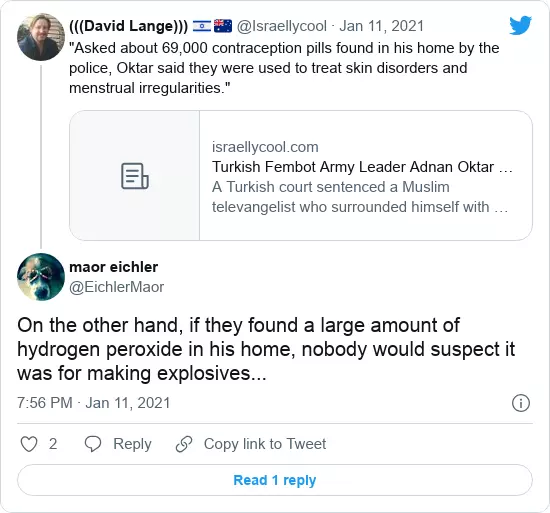 (((David Lange))) 🇮🇱 🇦🇺 @Israellycool · Jan 11, 2021
"Asked about 69,000 contraception pills found in his home by the
police, Oktar said they were used to treat skin disorders and
menstrual irregularities."
israellycool.com
Turkish Fembot Army Leader Adnan Oktar …
A Turkish court sentenced a Muslim
televangelist who surrounded himself with …
maor eichler
@EichlerMaor
On the other hand, if they found a large amount of
hydrogen peroxide in his home, nobody would suspect it
was for making explosives...
7:56 PM · Jan 11, 2021
2 Reply Copy link to Tweet
Read 1 reply